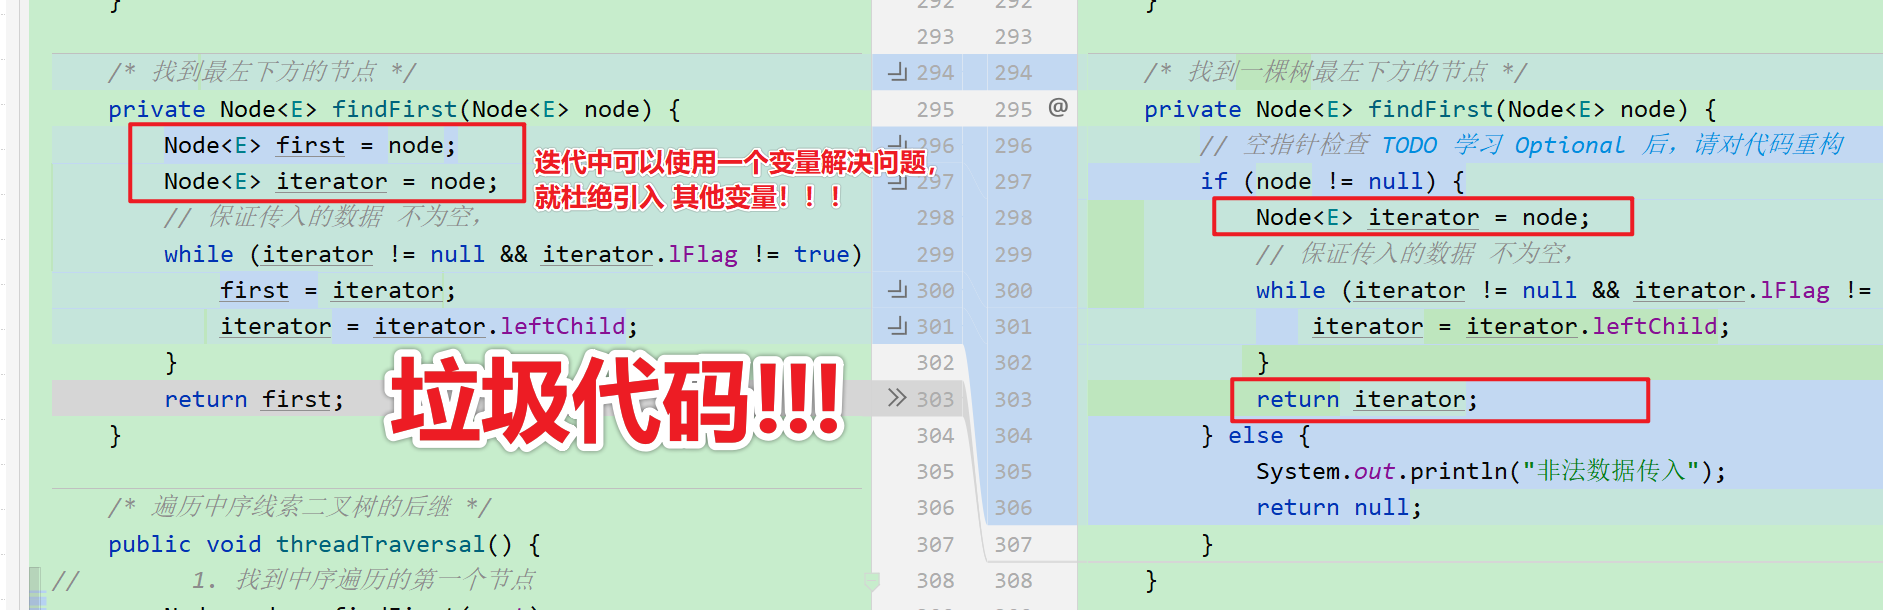 }
292 292
}
293 293
/* 找到最左下方的节点 */
294 294
/* 找到一棵树最左下方的节点 */
private Node<E> findFirst(Node<E> node) {
295 295 @
private Node<E> findFirst(Node<E> node) {
Node<E> first = node;
296 296
// 空指针检查 TODO 学习 Optional 后，请对代码重构
迭代中可以使用一个变量解决问题，
Node<E> iterator = node;
297 297
if (node != null) {
就杜绝引入 其他变量！！！
// 保证传入的数据 不为空，
298 298
Node<E> iterator = node;
while (iterator != null && iterator.lFlag != true)
299 299
// 保证传入的数据 不为空，
first = iterator;
300 300
while (iterator != null && iterator.lFlag !=
iterator = iterator.leftChild;
301 301
iterator = iterator.leftChild;
}
302 302
}
return first;
垃圾代码!!!
303 303
return iterator;
}
304 304
} else {
305 305
System.out.println("非法数据传入");
/* 遍历中序线索二叉树的后继 */
306 306
return null;
public void threadTraversal() {
307 307
}
// 1. 找到中序遍历的第一个节点
308 308
}